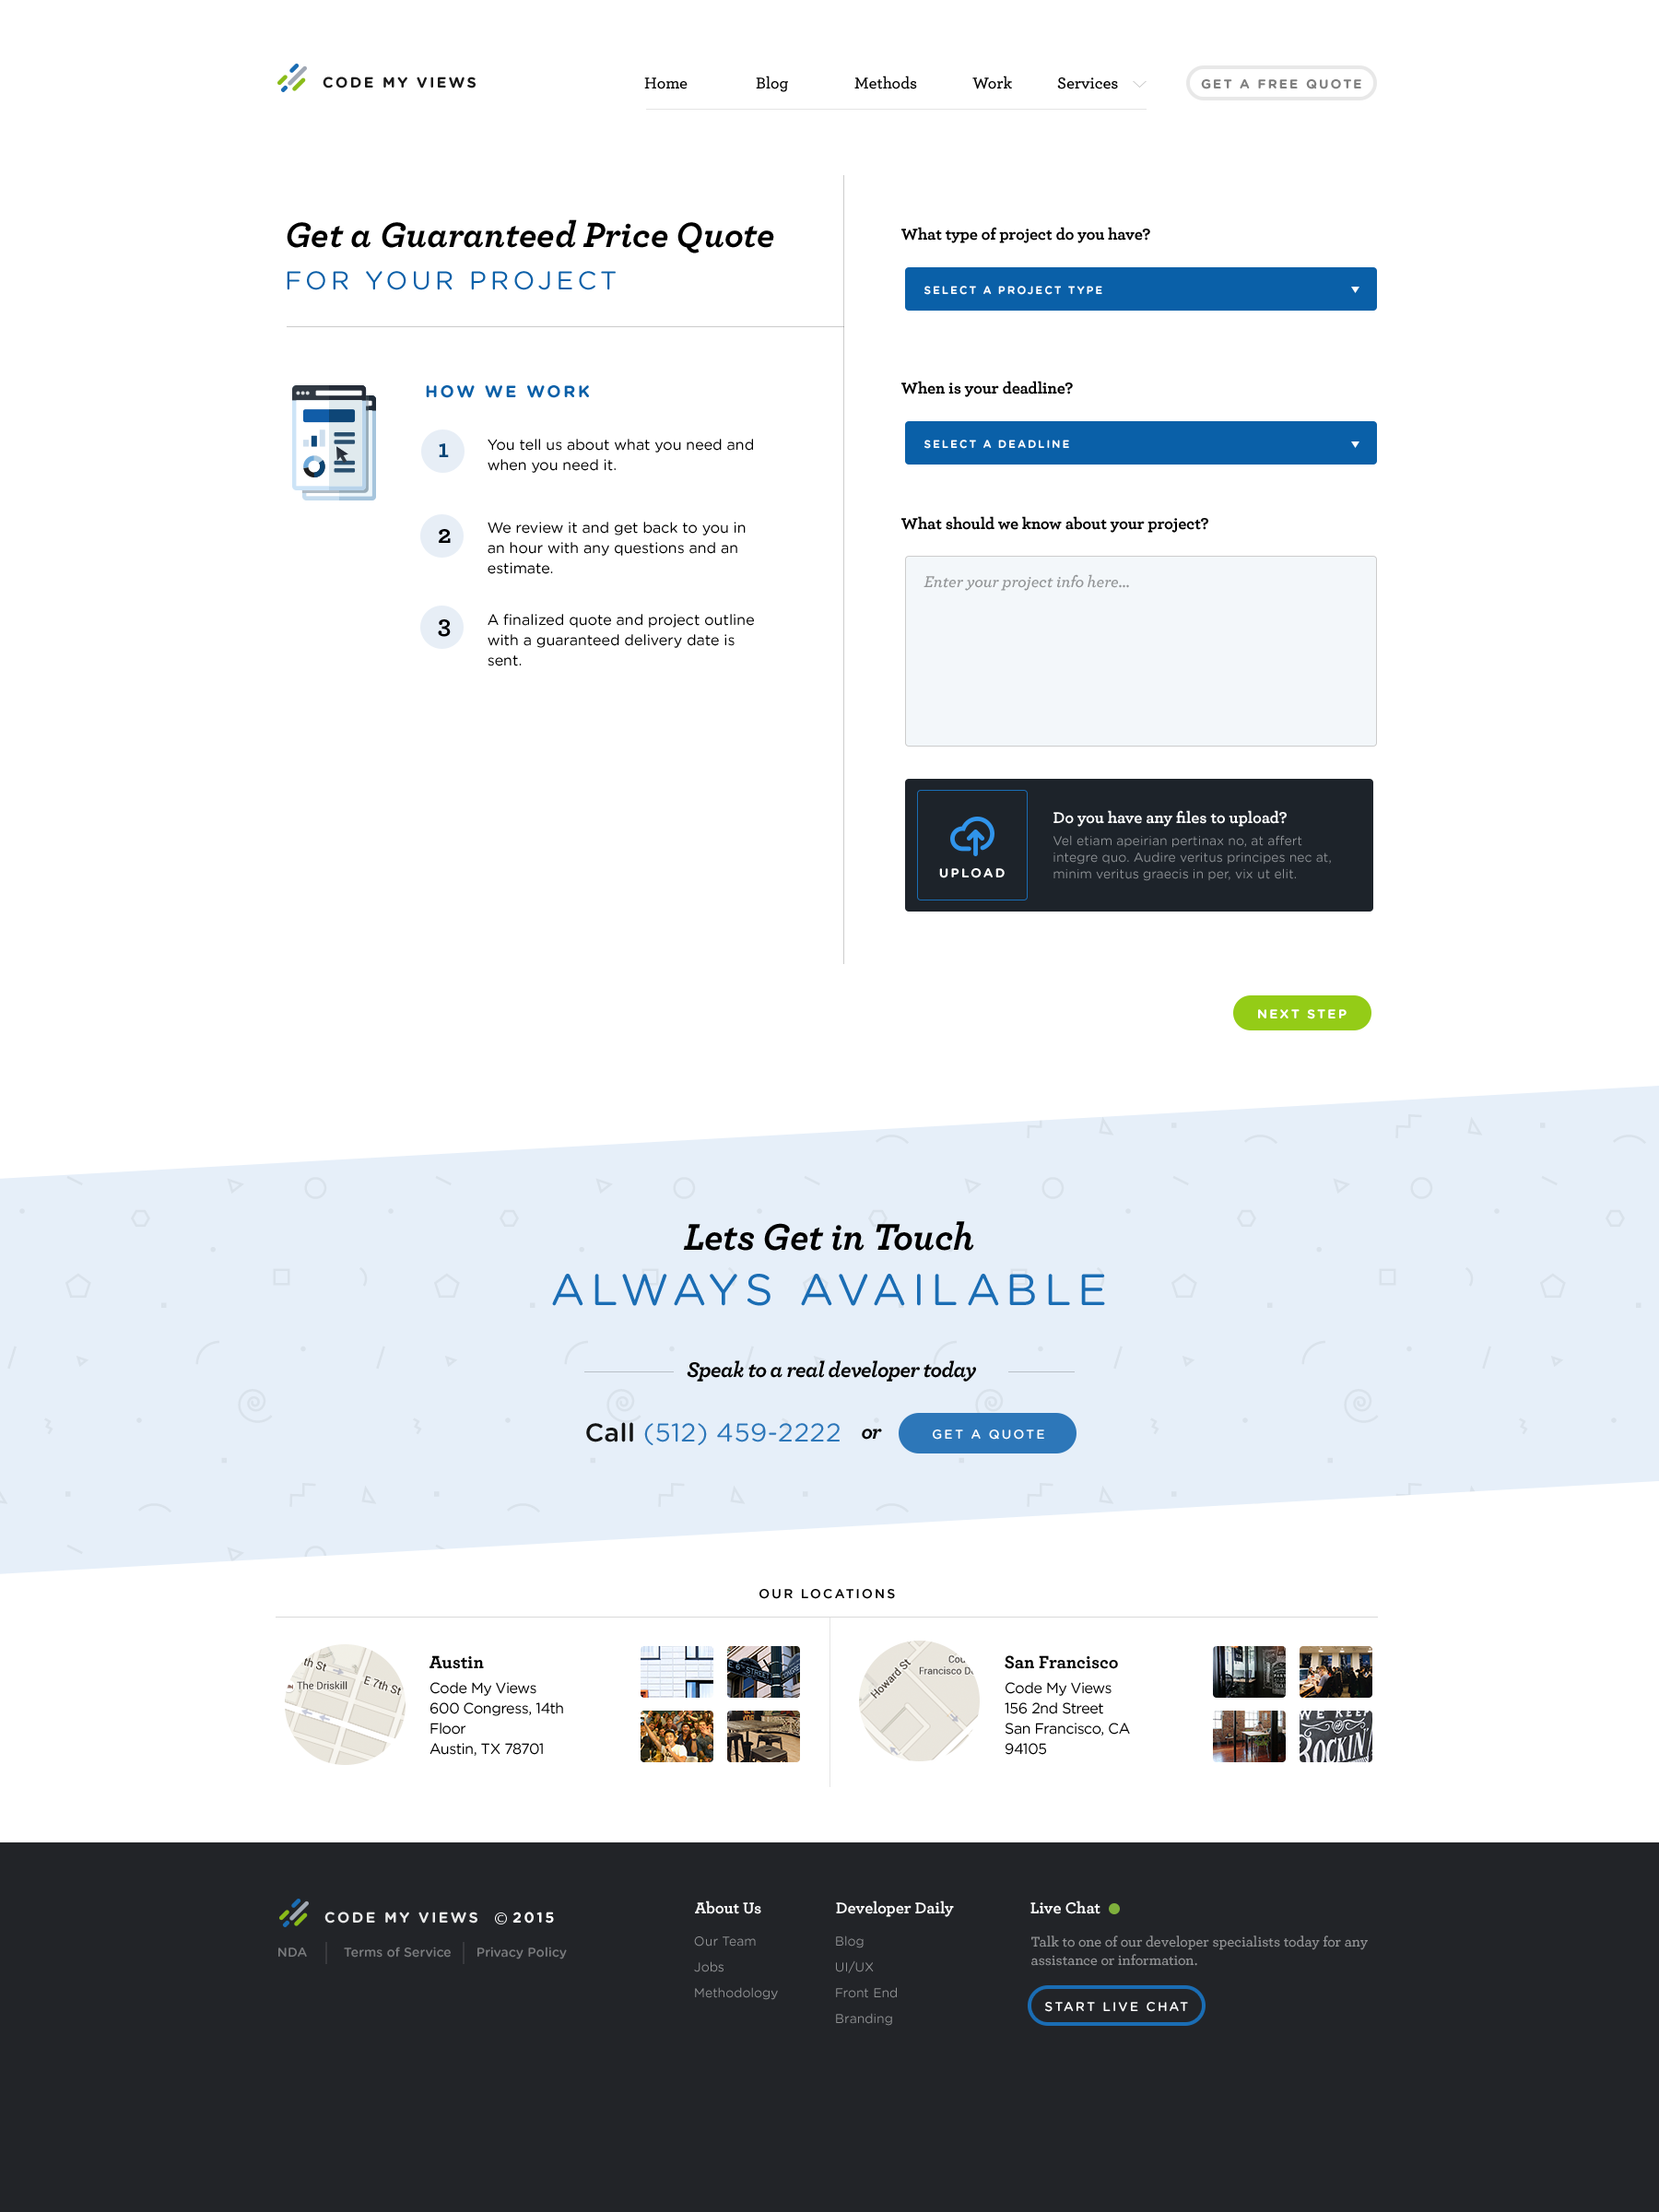 CODE MY VIEWS
Home Blog Methods Work Services
GET A FREE QUOTE
Get a Guaranteed Price Quote
FOR YOUR PROJECT
HOW WE WORK
1
You tell us about what you need and
when you need it.
2
We review it and get back to you in
an hour with any questions and an
estimate.
3
A finalized quote and project outline
with a guaranteed delivery date is
sent.
What type of project do you have?
SELECT A PROJECT TYPE
When is your deadline?
SELECT A DEADLINE
What should we know about your project?
Enter your project info here...
UPLOAD
Do you have any files to upload?
Vel etiam apeirian pertinax no, at affert
integre quo. Audire veritus principes nec at,
minim veritus graecis in per, vix ut elit.
NEXT STEP
Lets Get in Touch
ALWAYS AVAILABLE
Speak to a real developer today
Call (512) 459-2222 or GET A QUOTE
OUR LOCATIONS
th St
E 7th St
The Driskill
Austin
Code My Views
600 Congress, 14th
Floor
Austin, TX 78701
E 6th STREET
Howard St
Cou
Francisco D
San Francisco
Code My Views
156 2nd Street
San Francisco, CA
94105
WE KEEP
ROCKIN'
CODE MY VIEWS © 2015
NDA Terms of Service Privacy Policy
About Us
Our Team
Jobs
Methodology
Developer Daily
Blog
UI/UX
Front End
Branding
Live Chat
Talk to one of our developer specialists today for any
assistance or information.
START LIVE CHAT